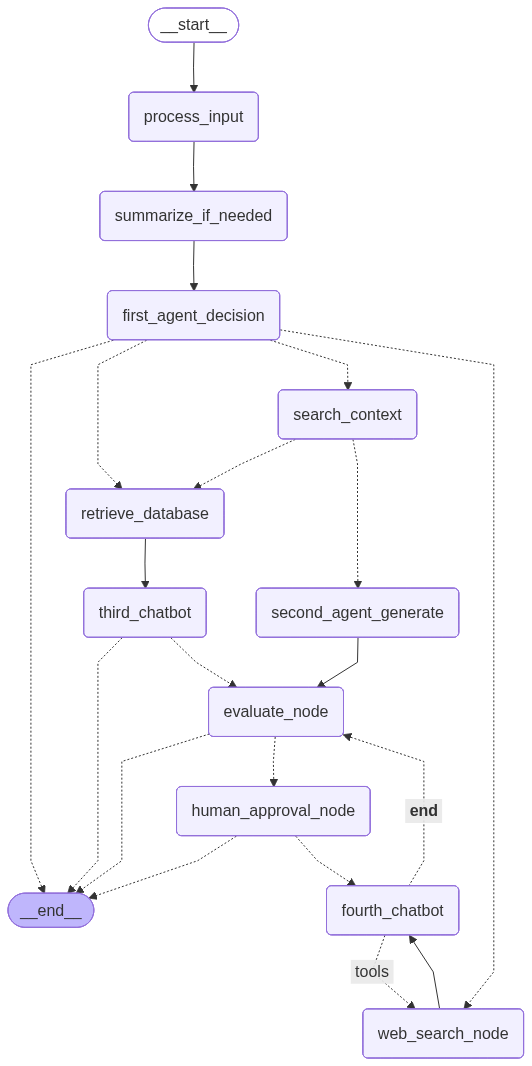 __start__
process_input
summarize_if_needed
first_agent_decision
search_context
retrieve_database
third_chatbot
second_agent_generate
evaluate_node
human_approval_node
end
__end__
fourth_chatbot
tools
web_search_node